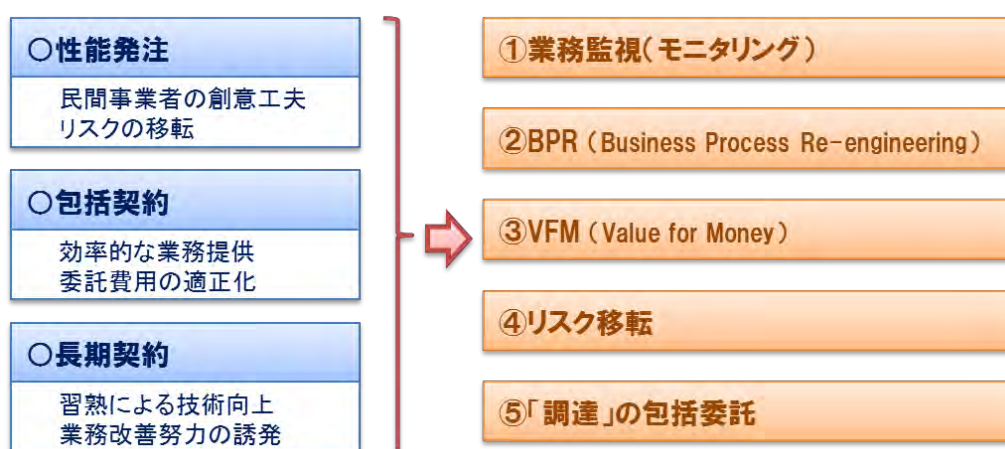 〇性能発注
民間事業者の創意工夫
リスクの移転
〇包括契約
効率的な業務提供
委託費用の適正化
〇長期契約
習熟による技術向上
業務改善努力の誘発
①業務監視(モニタリング)
②BPR(Business Process Re-engineering)
③VFM(Value for Money)
④リスク移転
⑤「調達」の包括委託